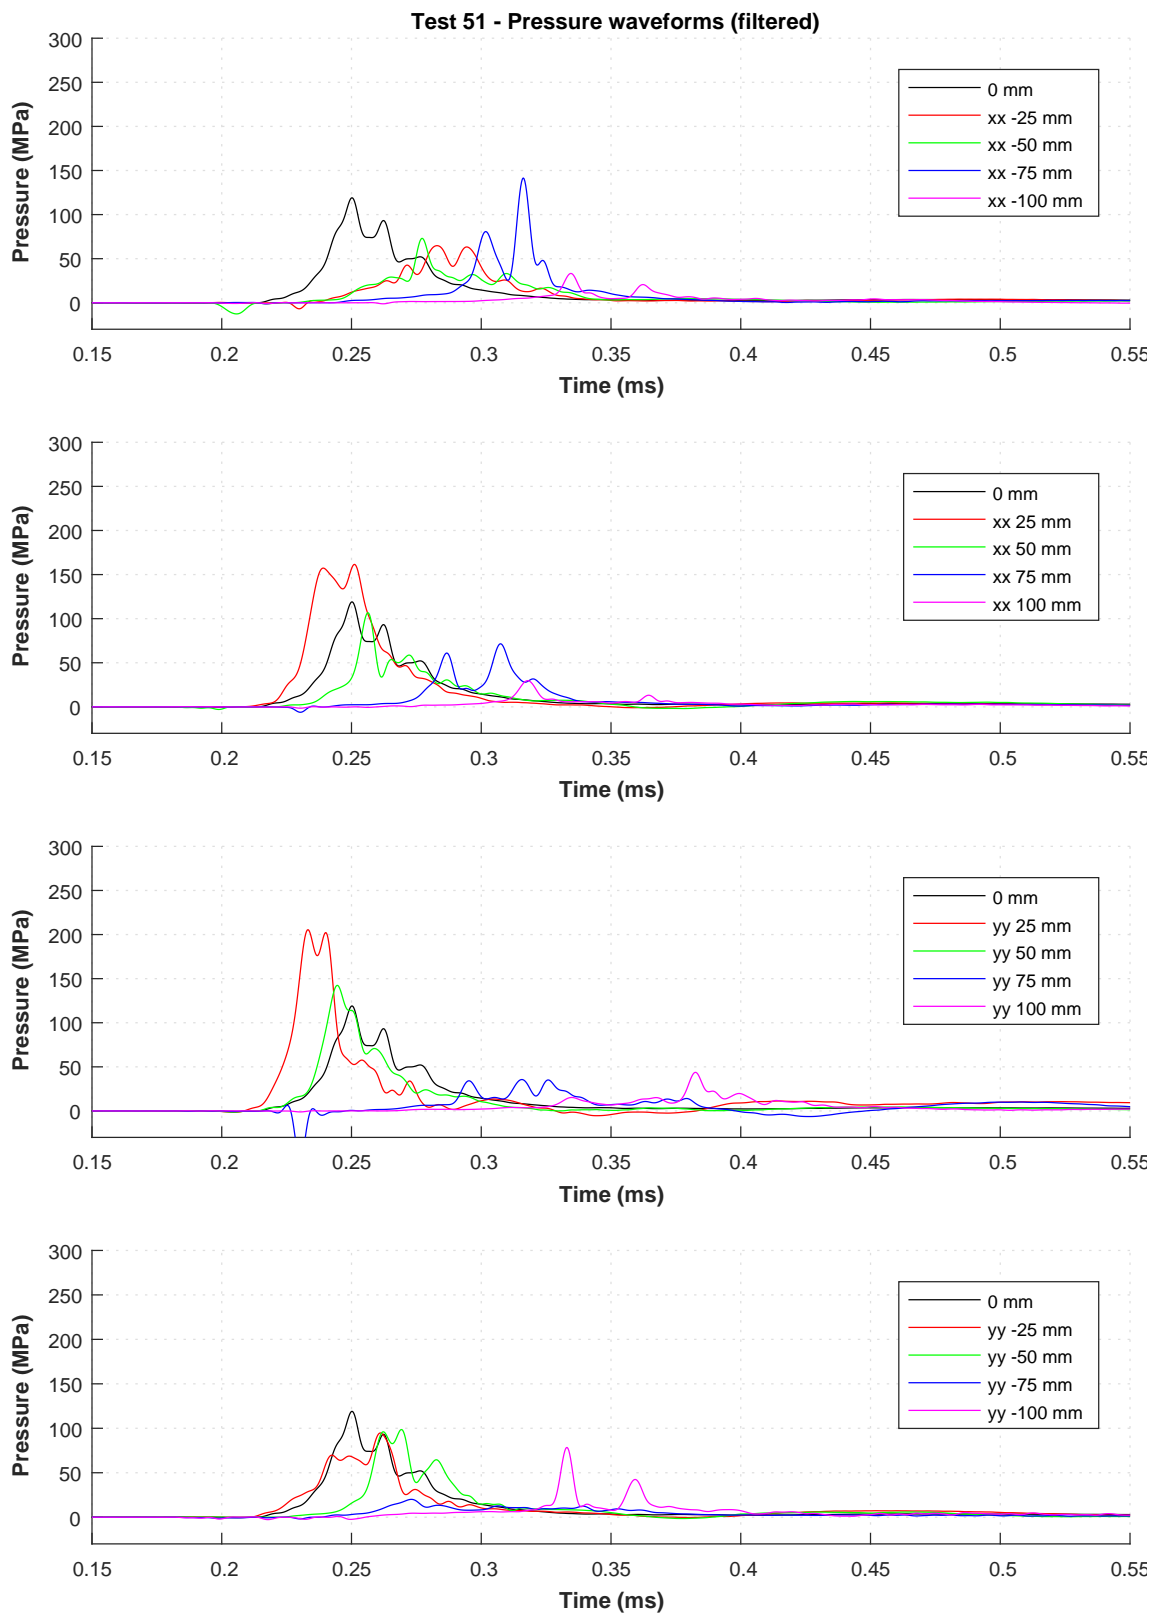 Test 51 - Pressure waveforms (filtered)
300
250
200
150
100
50
0
Pressure (MPa)
0 mm
xx -25 mm
xx -50 mm
xx -75 mm
xx -100 mm
0.15 0.2 0.25 0.3 0.35 0.4 0.45 0.5 0.55
Time (ms)
300
250
200
150
100
50
0
Pressure (MPa)
0 mm
xx 25 mm
xx 50 mm
xx 75 mm
xx 100 mm
0.15 0.2 0.25 0.3 0.35 0.4 0.45 0.5 0.55
Time (ms)
300
250
200
150
100
50
0
Pressure (MPa)
0 mm
yy 25 mm
yy 50 mm
yy 75 mm
yy 100 mm
0.15 0.2 0.25 0.3 0.35 0.4 0.45 0.5 0.55
Time (ms)
300
250
200
150
100
50
0
Pressure (MPa)
0 mm
yy -25 mm
yy -50 mm
yy -75 mm
yy -100 mm
0.15 0.2 0.25 0.3 0.35 0.4 0.45 0.5 0.55
Time (ms)